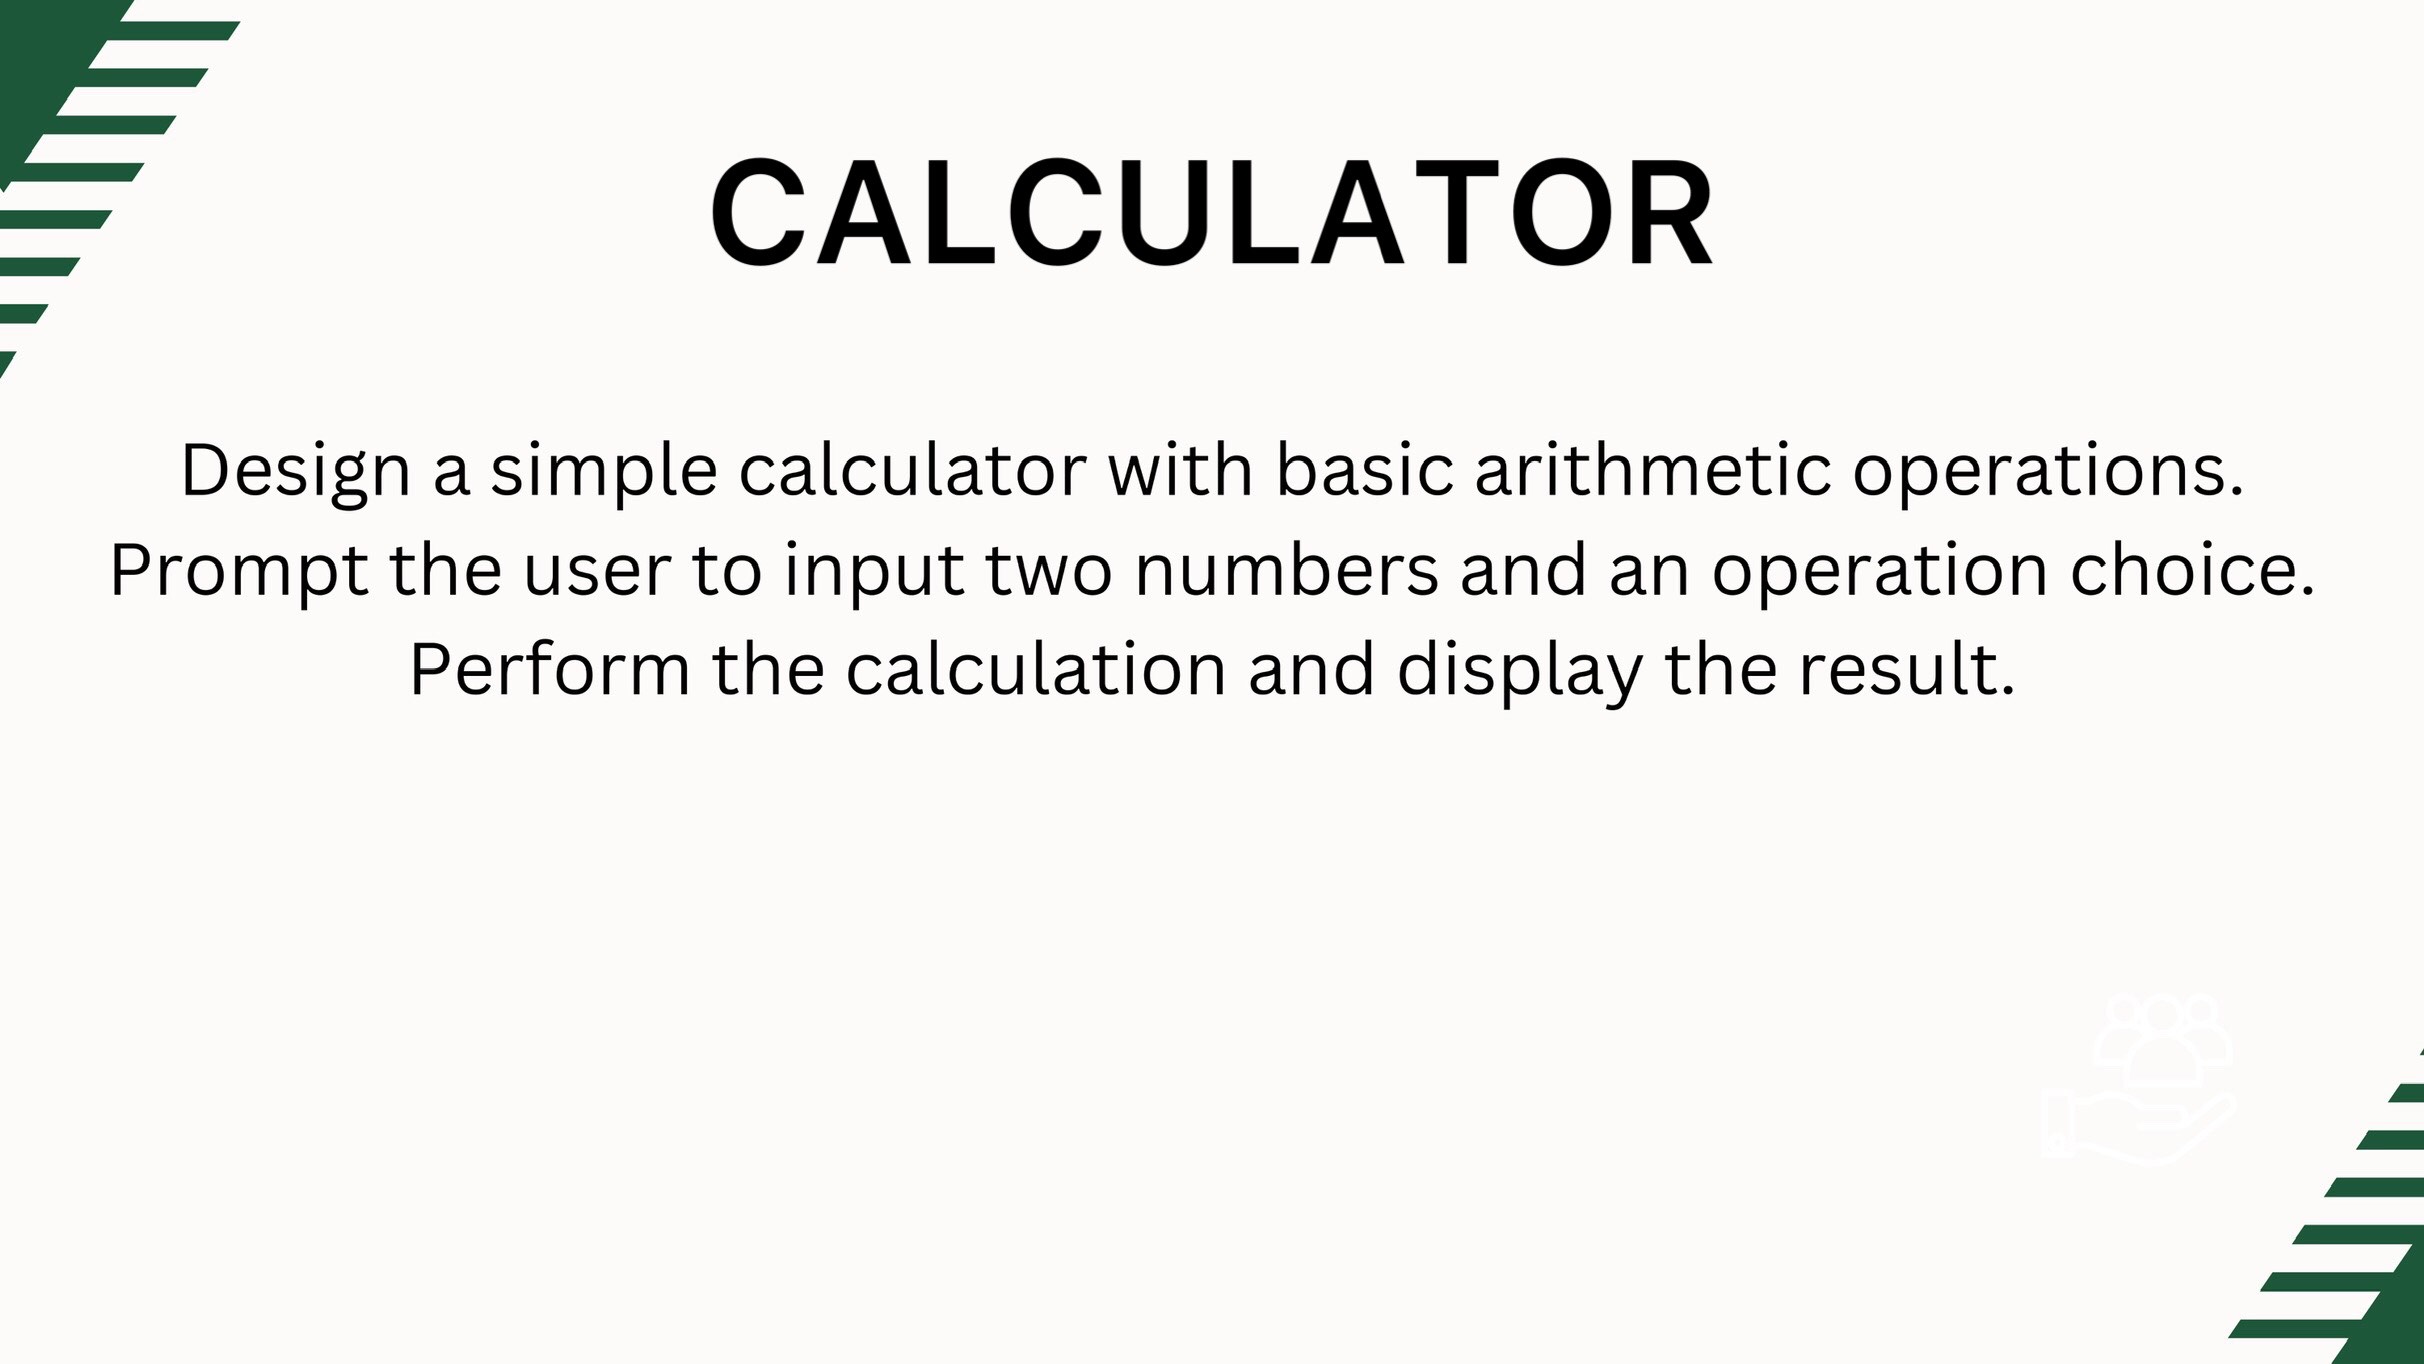 CALCULATOR
Design a simple calculator with basic arithmetic operations.
Prompt the user to input two numbers and an operation choice.
Perform the calculation and display the result.